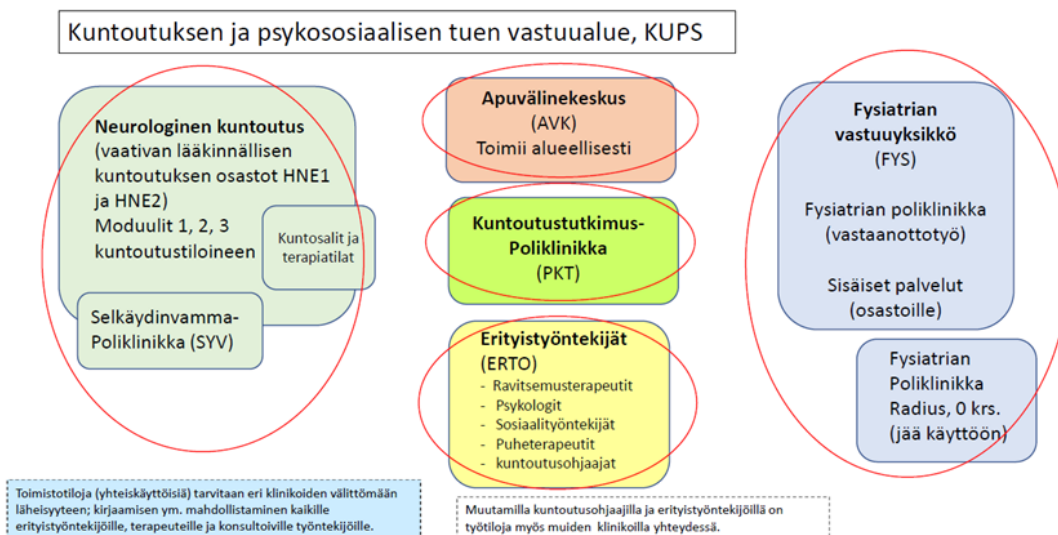 Kuntoutuksen ja psykososiaalisen tuen vastuualue, KUPS
Neurologinen kuntoutus
(vaativan lääkinnällisen
kuntoutuksen osastot HNE1
ja HNE2)
Moduulit 1, 2, 3
kuntoutustiloineen
Kuntosalit ja
terapiatilat
Selkäydinvamma-
Poliklinikka (SYV)
Apuvälinekeskus
(AVK)
Toimii alueellisesti
Kuntoutustutkimus-
Poliklinikka
(PKT)
Erityistyöntekijät
(ERTO)
- Ravitsemusterapeutit
- Psykologit
- Sosiaalityöntekijät
- Puheterapeutit
- kuntoutusohjaajat
Fysiatrian
vastuuyksikkö
(FYS)
Fysiatrian poliklinikka
(vastaanottotyö)
Sisäiset palvelut
(osastoille)
Fysiatrian
Poliklinikka
Radius, 0 krs.
(jää käyttöön)
Toimistotiloja (yhteiskäyttöisiä) tarvitaan eri klinikoiden välittömään
läheisyyteen; kirjaamisen ym. mahdollistaminen kaikille
erityistyöntekijöille, terapeuteille ja konsultoiville työntekijöille.
Muutamilla kuntoutusohjaajilla ja erityistyöntekijöillä on
työtiloja myös muiden klinikoilla yhteydessä.